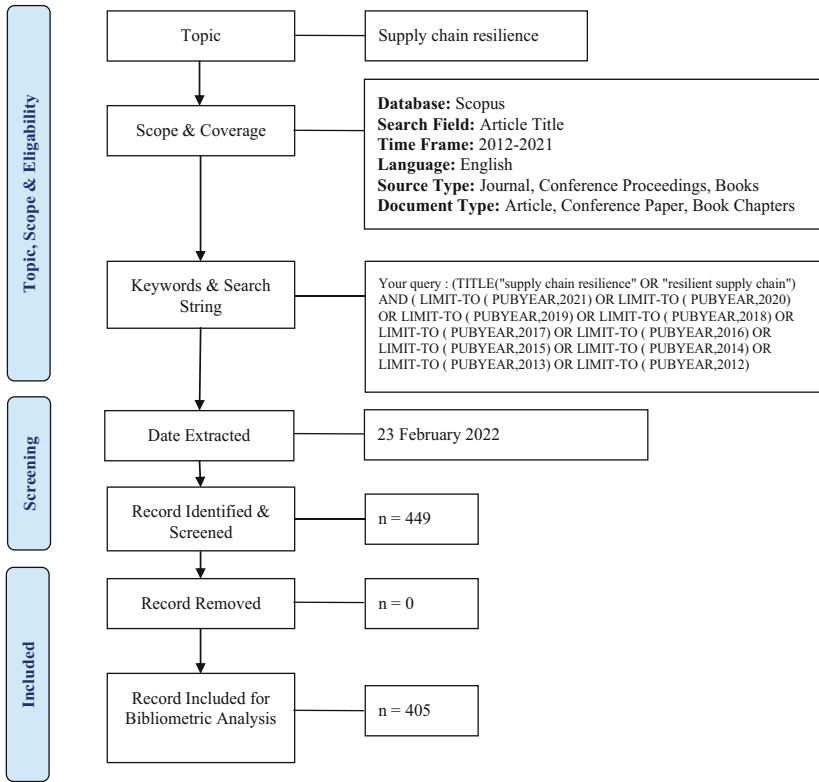 Topic, Scope & Eligability
Topic
Supply chain resilience
Scope & Coverage
Database: Scopus
Search Field: Article Title
Time Frame: 2012-2021
Language: English
Source Type: Journal, Conference Proceedings, Books
Document Type: Article, Conference Paper, Book Chapters
Keywords & Search
String
Your query : (TITLE("supply chain resilience" OR "resilient supply chain")
AND ( LIMIT-TO ( PUBYEAR,2021) OR LIMIT-TO ( PUBYEAR,2020)
OR LIMIT-TO ( PUBYEAR,2019) OR LIMIT-TO ( PUBYEAR,2018) OR
LIMIT-TO ( PUBYEAR,2017) OR LIMIT-TO ( PUBYEAR,2016) OR
LIMIT-TO ( PUBYEAR,2015) OR LIMIT-TO ( PUBYEAR,2014) OR
LIMIT-TO ( PUBYEAR,2013) OR LIMIT-TO ( PUBYEAR,2012)
Screening
Date Extracted
23 February 2022
Record Identified &
Screened
n = 449
Included
Record Removed
n = 0
Record Included for
Bibliometric Analysis
n = 405